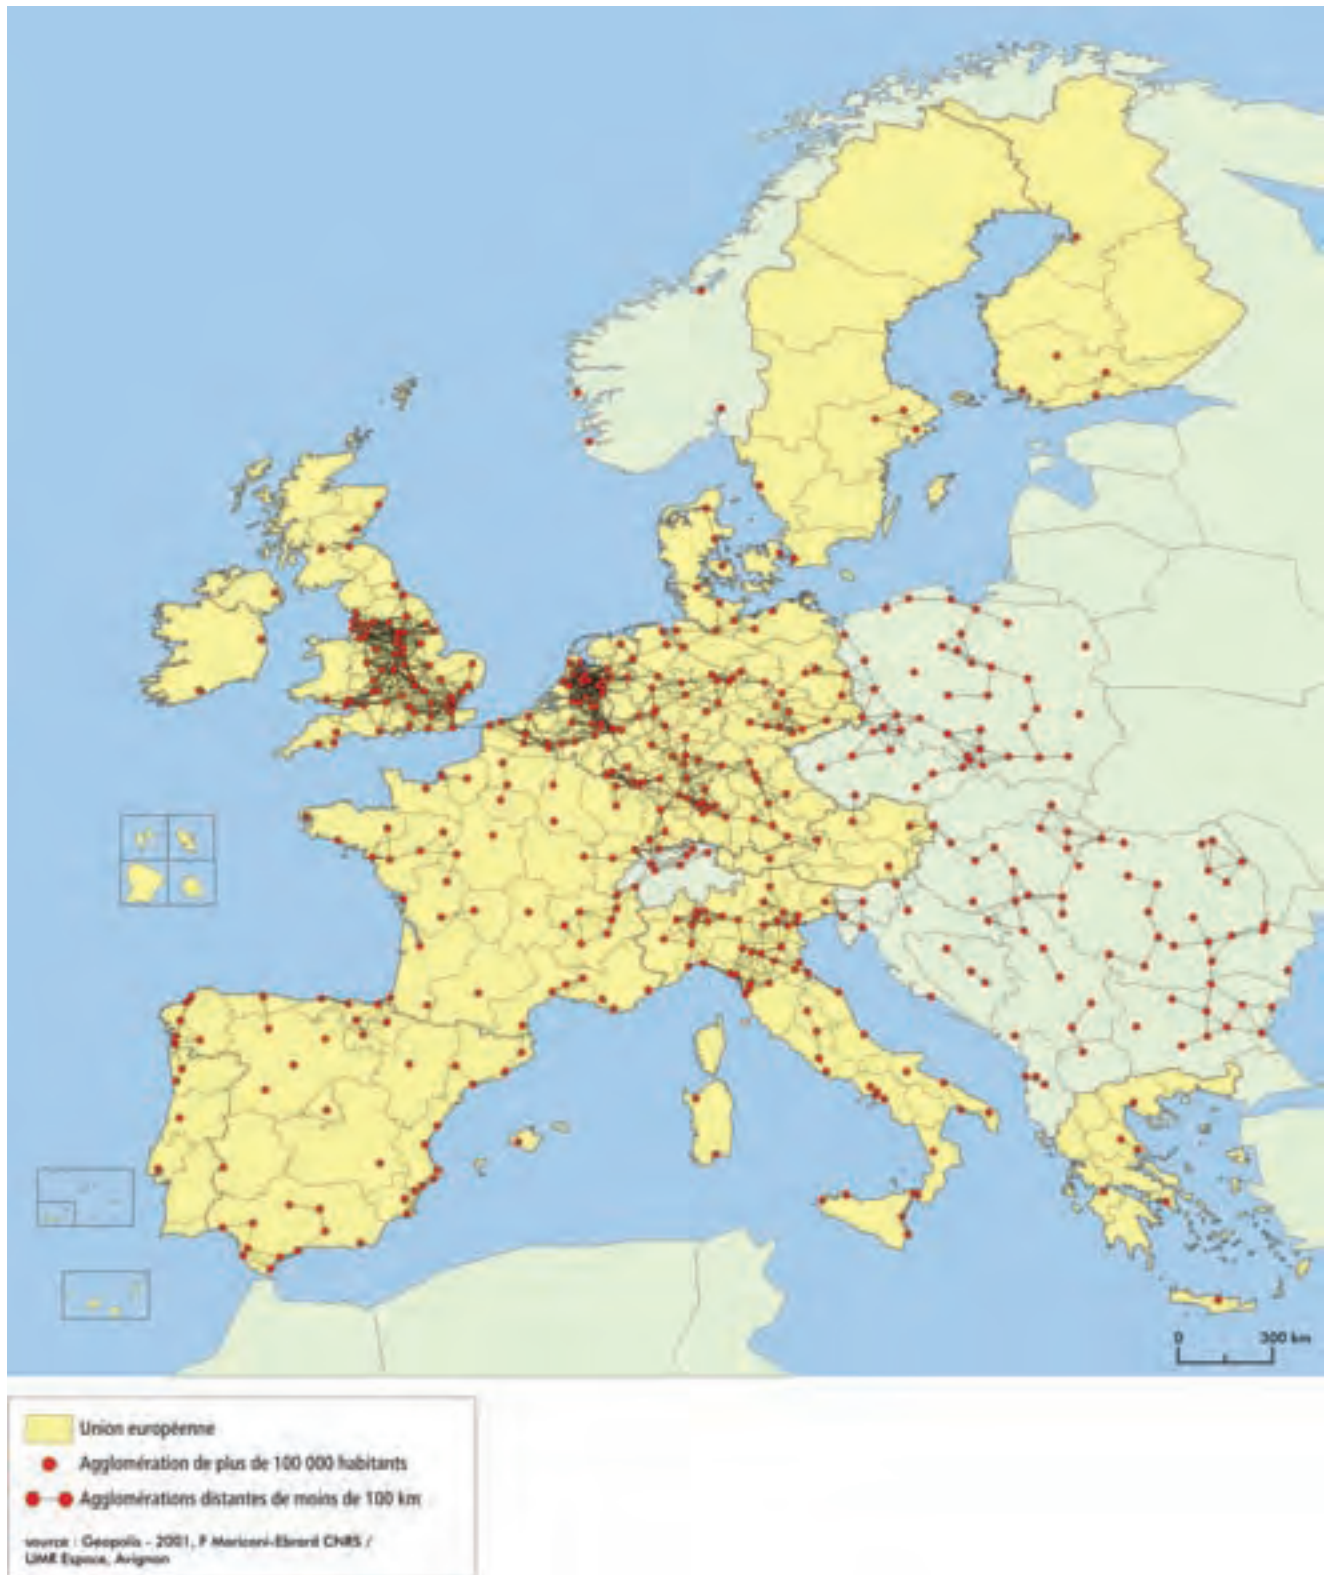 0 300 km
Union européenne
Agglomération de plus de 100 000 habitants
Agglomérations distantes de moins de 100 km
source : Géopolis - 2001, F Moriconi-Ebrard CNRS /
UMR Espace, Avignon